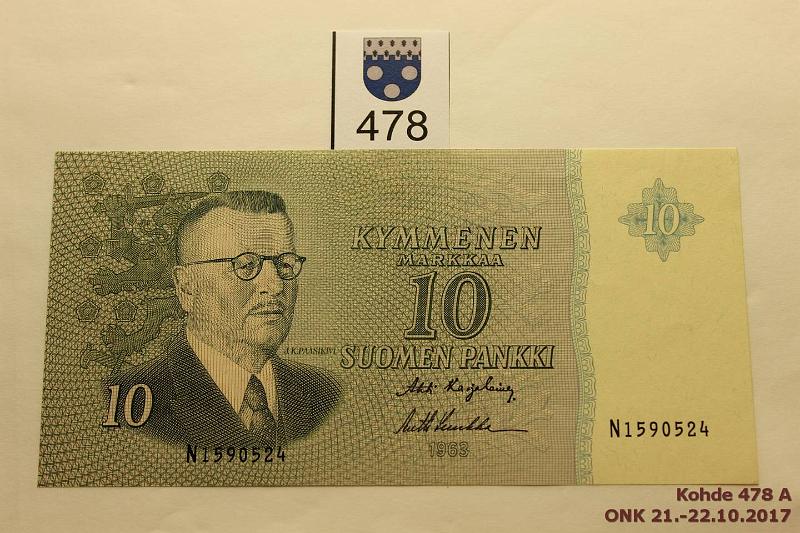 478
KYMMENEN
MARKKAA
10
10
J.K.PAASIKIVI
SUOMEN PANKKI
10
N1590524
N1590524
1963
Kohde 478 A
ONK 21.-22.10.2017